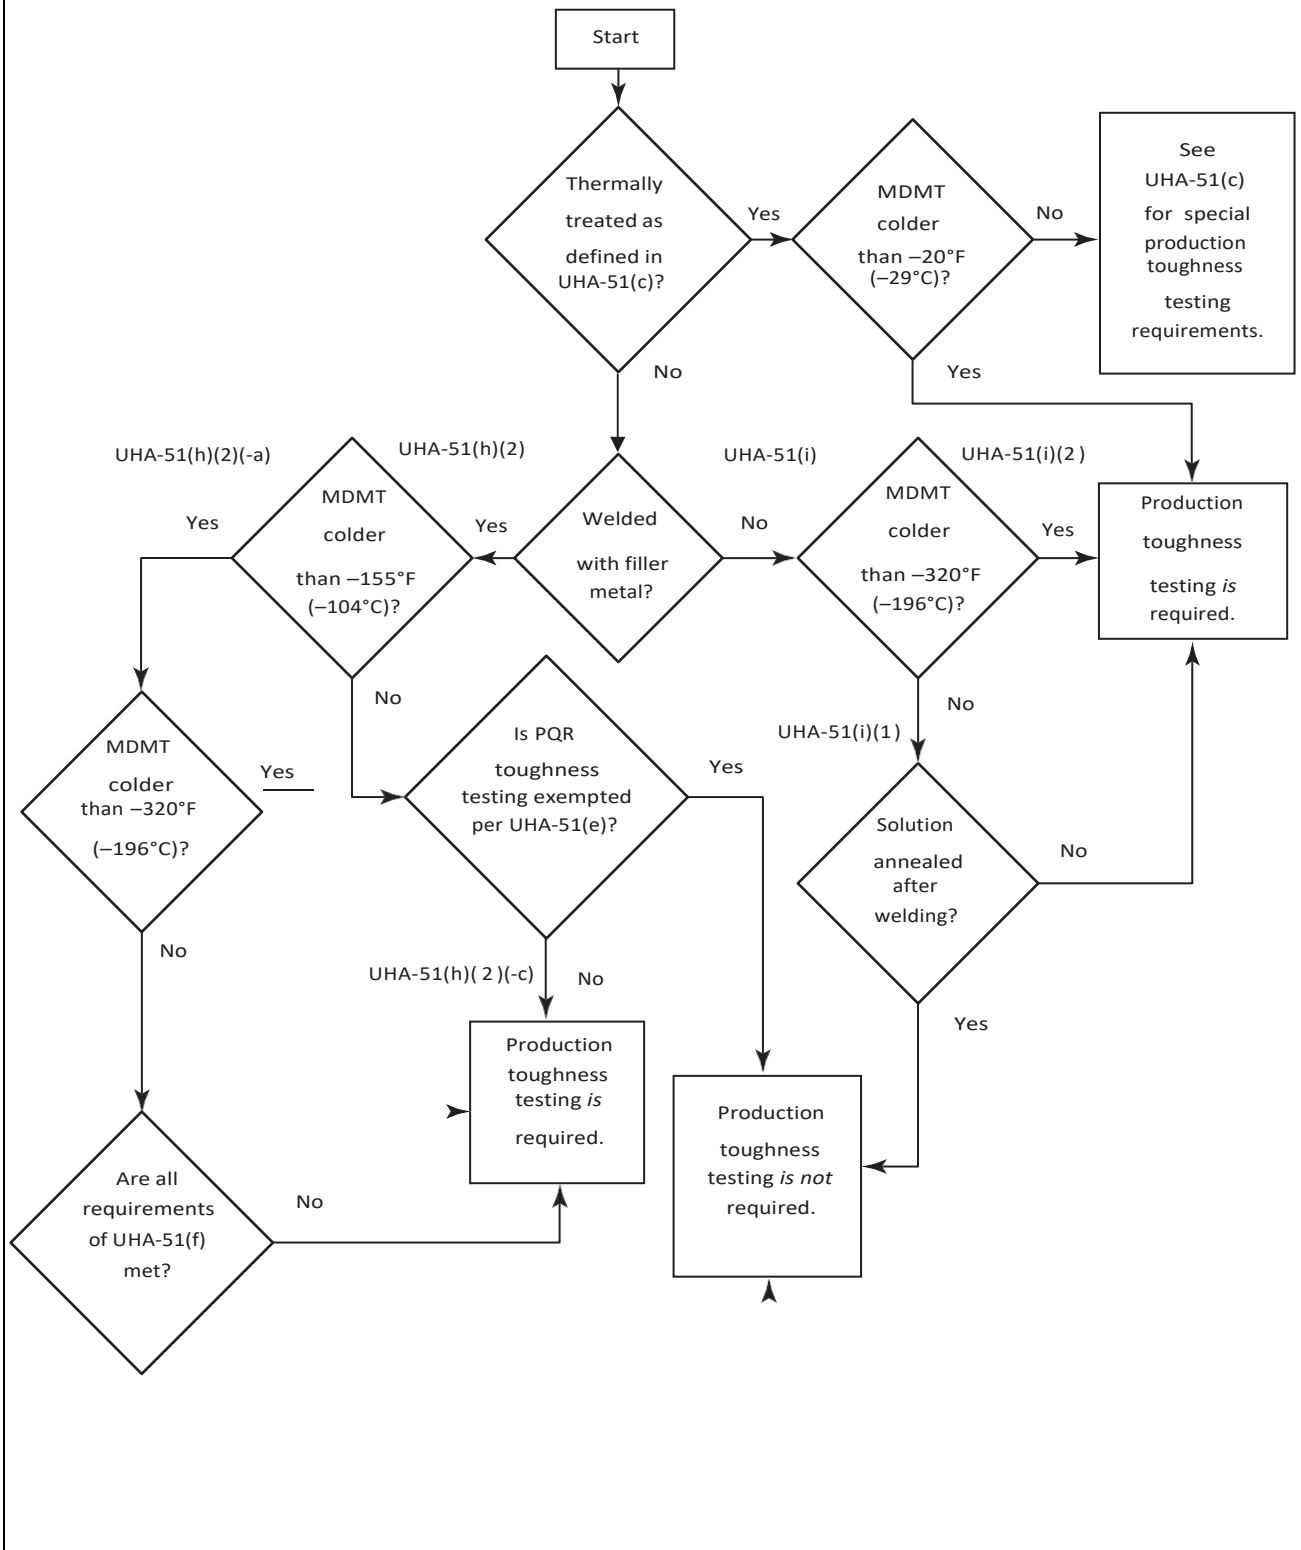 Start
Thermally
treated as
defined in
UHA-51(c)?
Yes
MDMT
colder
than –20°F
(–29°C)?
No
See
UHA-51(c)
for special
production
toughness
testing
requirements.
No
Yes
UHA-51(h)(2)(-a)
UHA-51(h)(2)
UHA-51(i)
UHA-51(i)(2)
Yes
MDMT
colder
than –155°F
(–104°C)?
Yes
Welded
with filler
metal?
No
MDMT
colder
than –320°F
(–196°C)?
Yes
Production
toughness
testing is
required.
No
No
UHA-51(i)(1)
MDMT
colder
than –320°F
(–196°C)?
Yes
Is PQR
toughness
testing exempted
per UHA-51(e)?
Yes
Solution
annealed
after
welding?
No
No
UHA-51(h)( 2 )(-c)
No
Yes
Production
toughness
testing is
required.
Production
toughness
testing is not
required.
Are all
requirements
of UHA-51(f)
met?
No